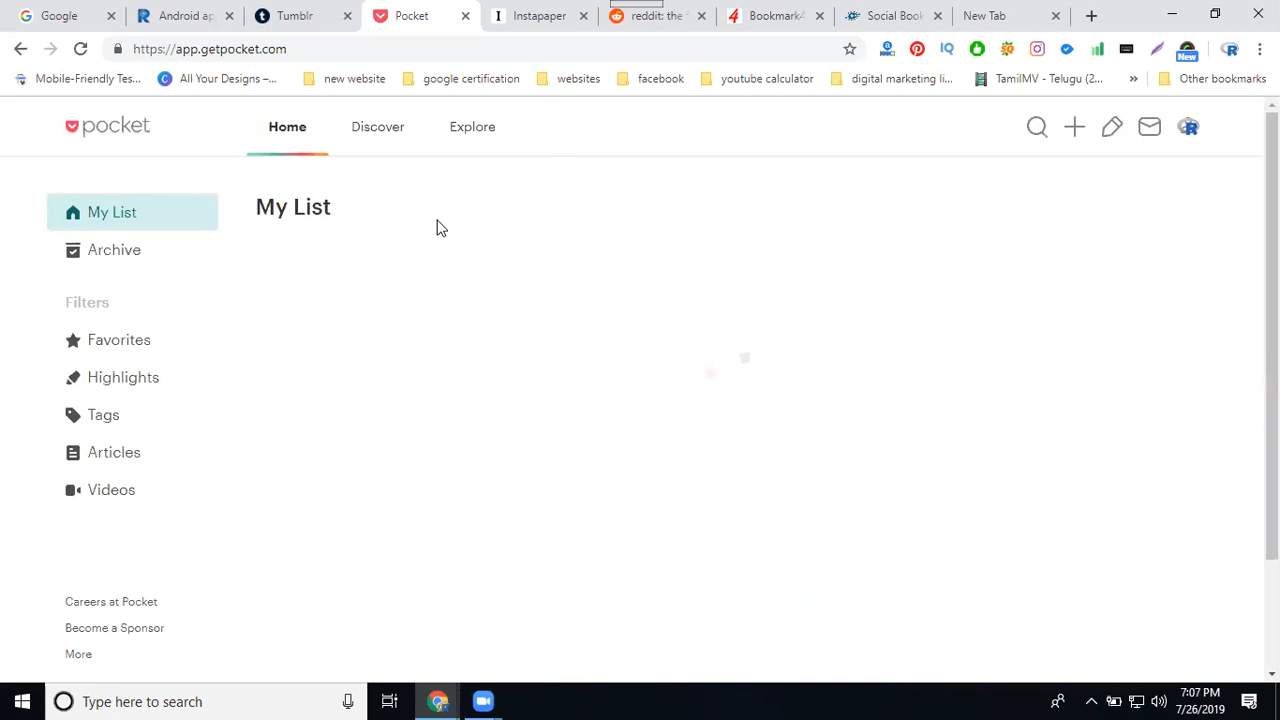 Google
Android ap
Tumblr
Pocket
Instapaper
reddit: the
Bookmark4
Social Book
New Tab
https://app.getpocket.com
New
Mobile-Friendly Tes...
All Your Designs –...
new website
google certification
websites
facebook
youtube calculator
digital marketing li...
TamilMV - Telugu (2...
Other bookmarks
pocket
Home
Discover
Explore
My List
My List
Archive
Filters
Favorites
Highlights
Tags
Articles
Videos
Careers at Pocket
Become a Sponsor
More
Type here to search
7:07 PM
7/26/2019